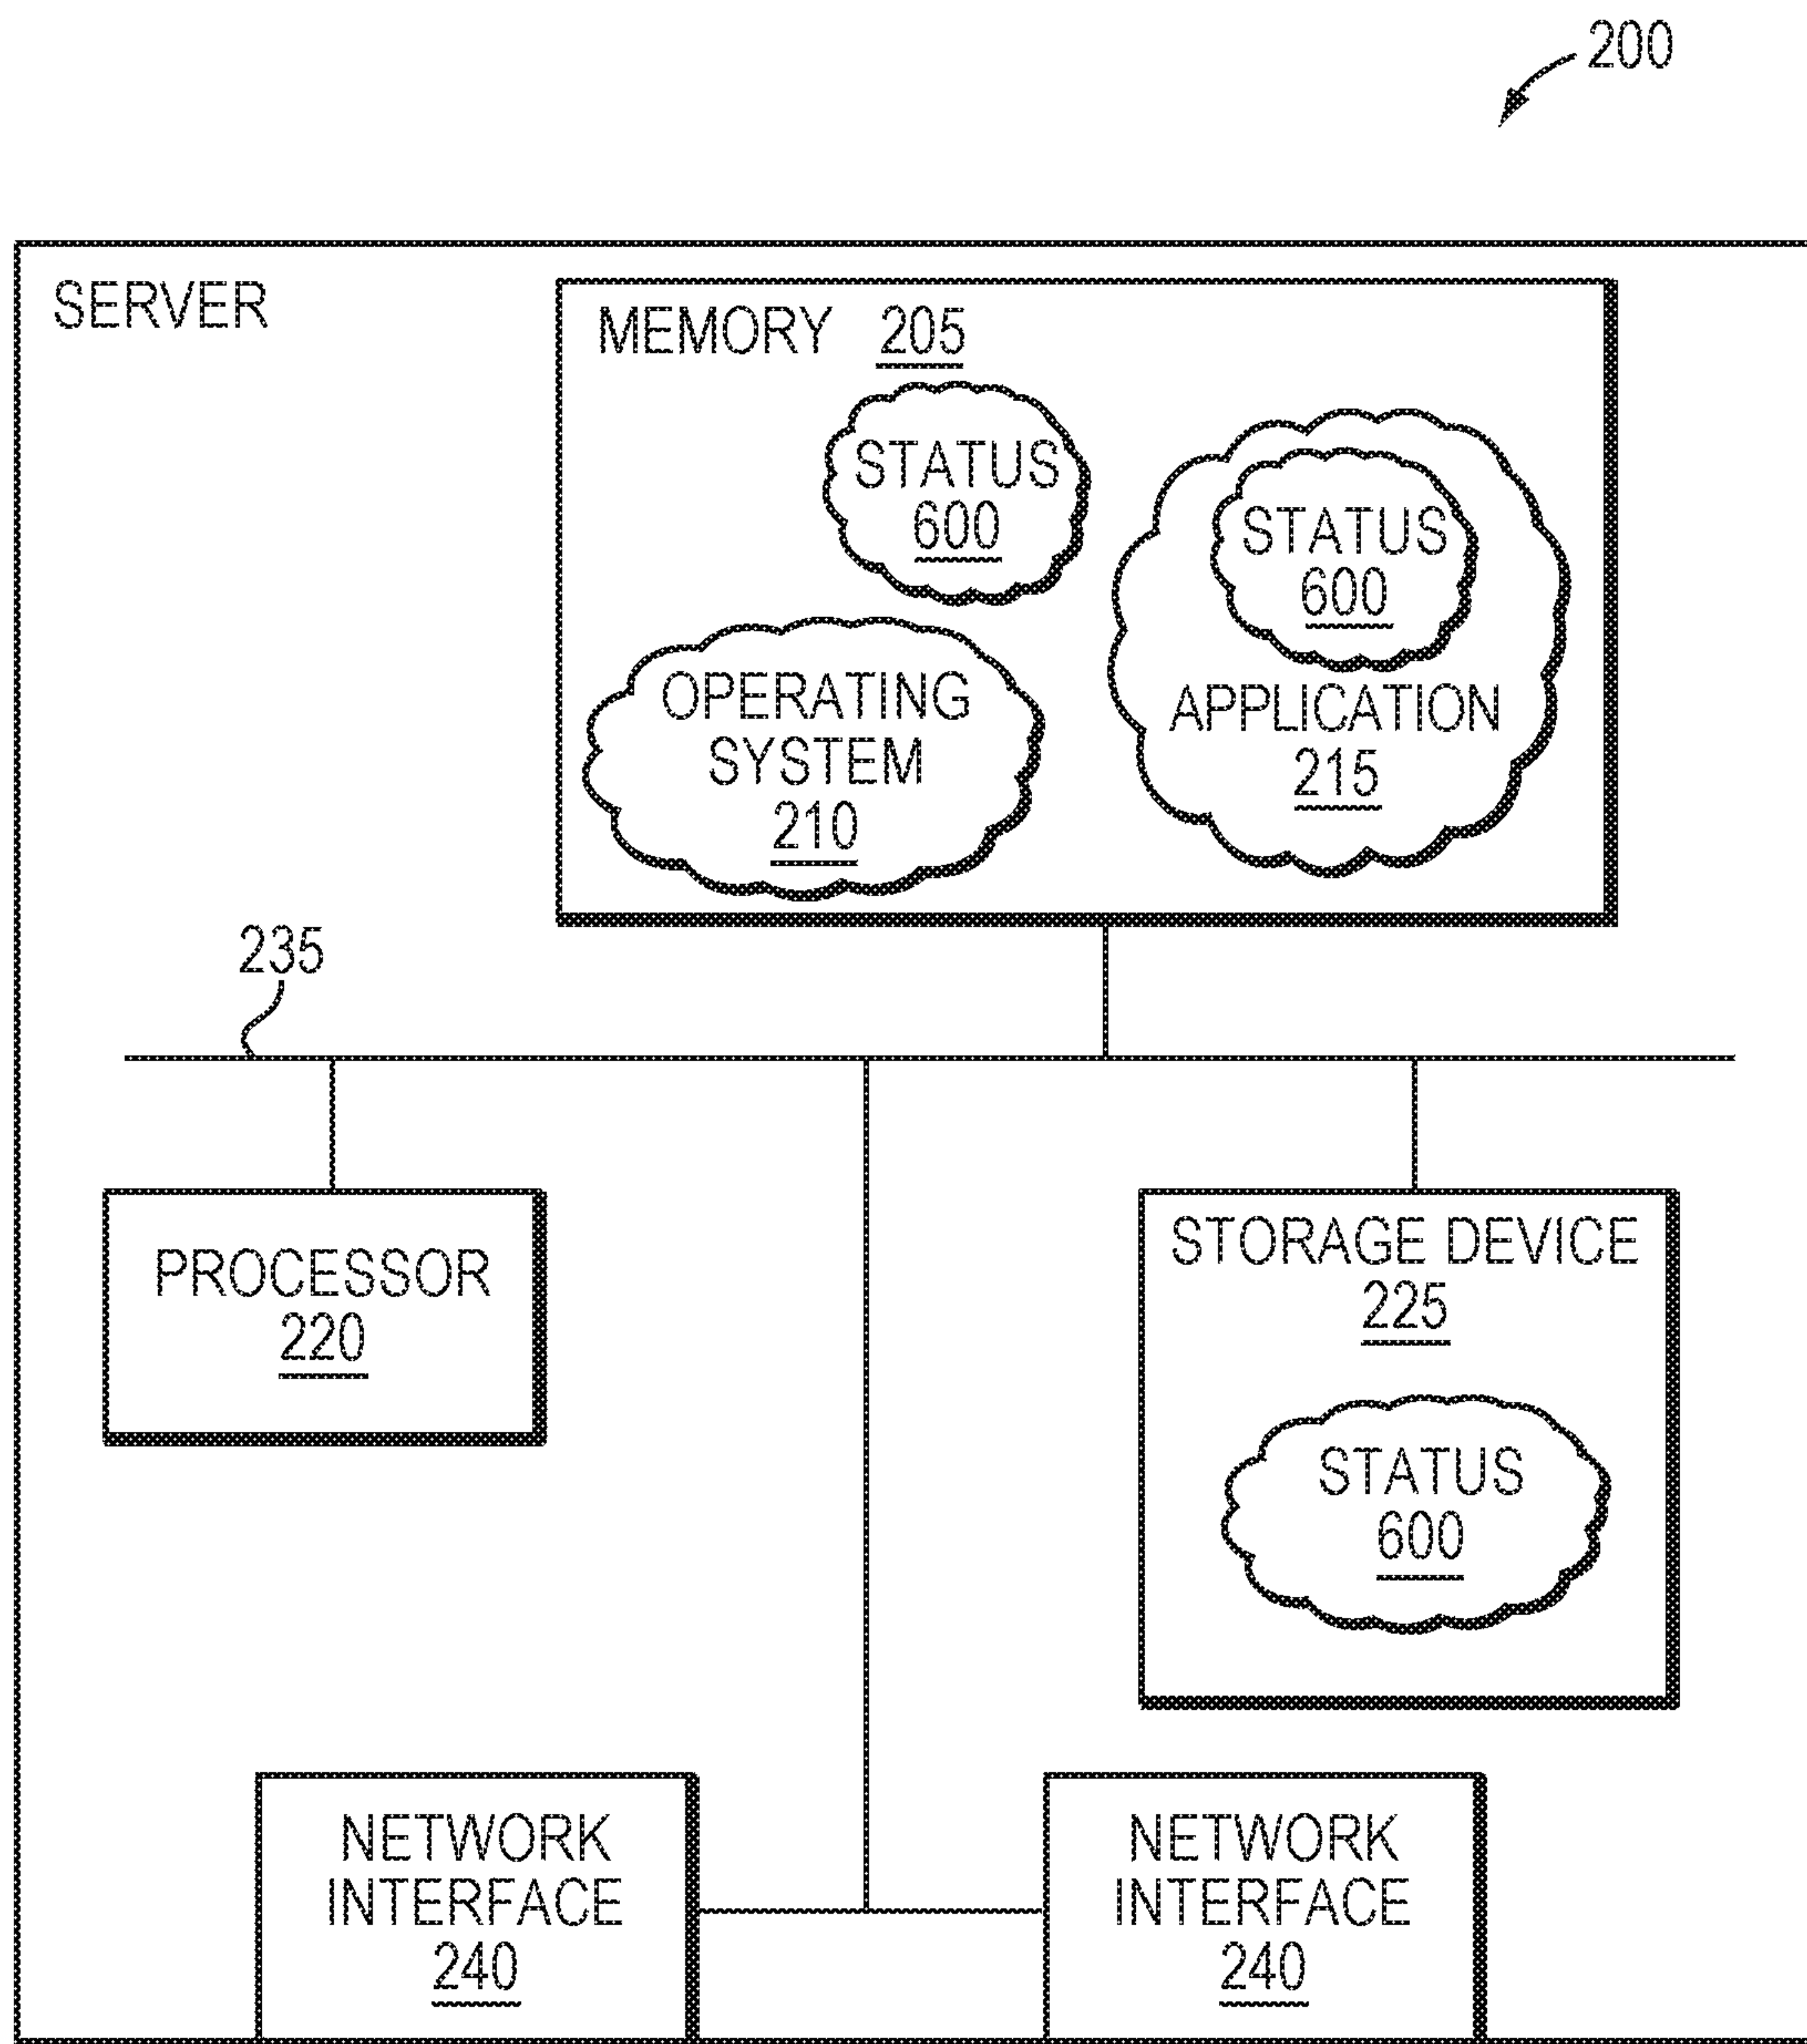 200
SERVER
MEMORY 205
STATUS
600
STATUS
600
OPERATING
SYSTEM
210
APPLICATION
215
235
PROCESSOR
220
STORAGE DEVICE
225
STATUS
600
NETWORK
INTERFACE
240
NETWORK
INTERFACE
240